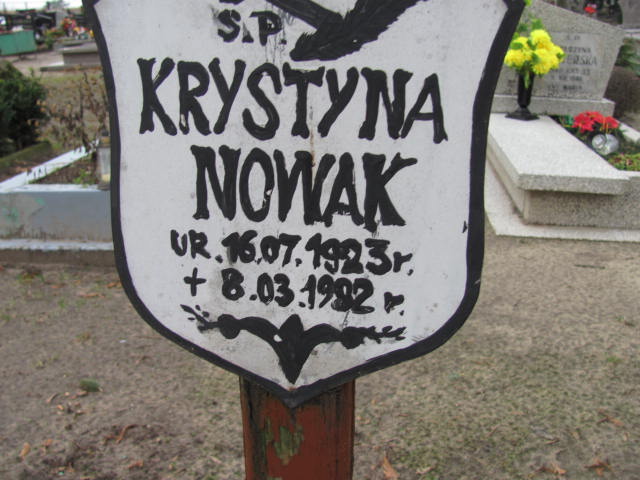 Ś.P.
KRYSTYNA
NOWAK
UR. 16.07.1923 r.
+ 8.03.1982 r.